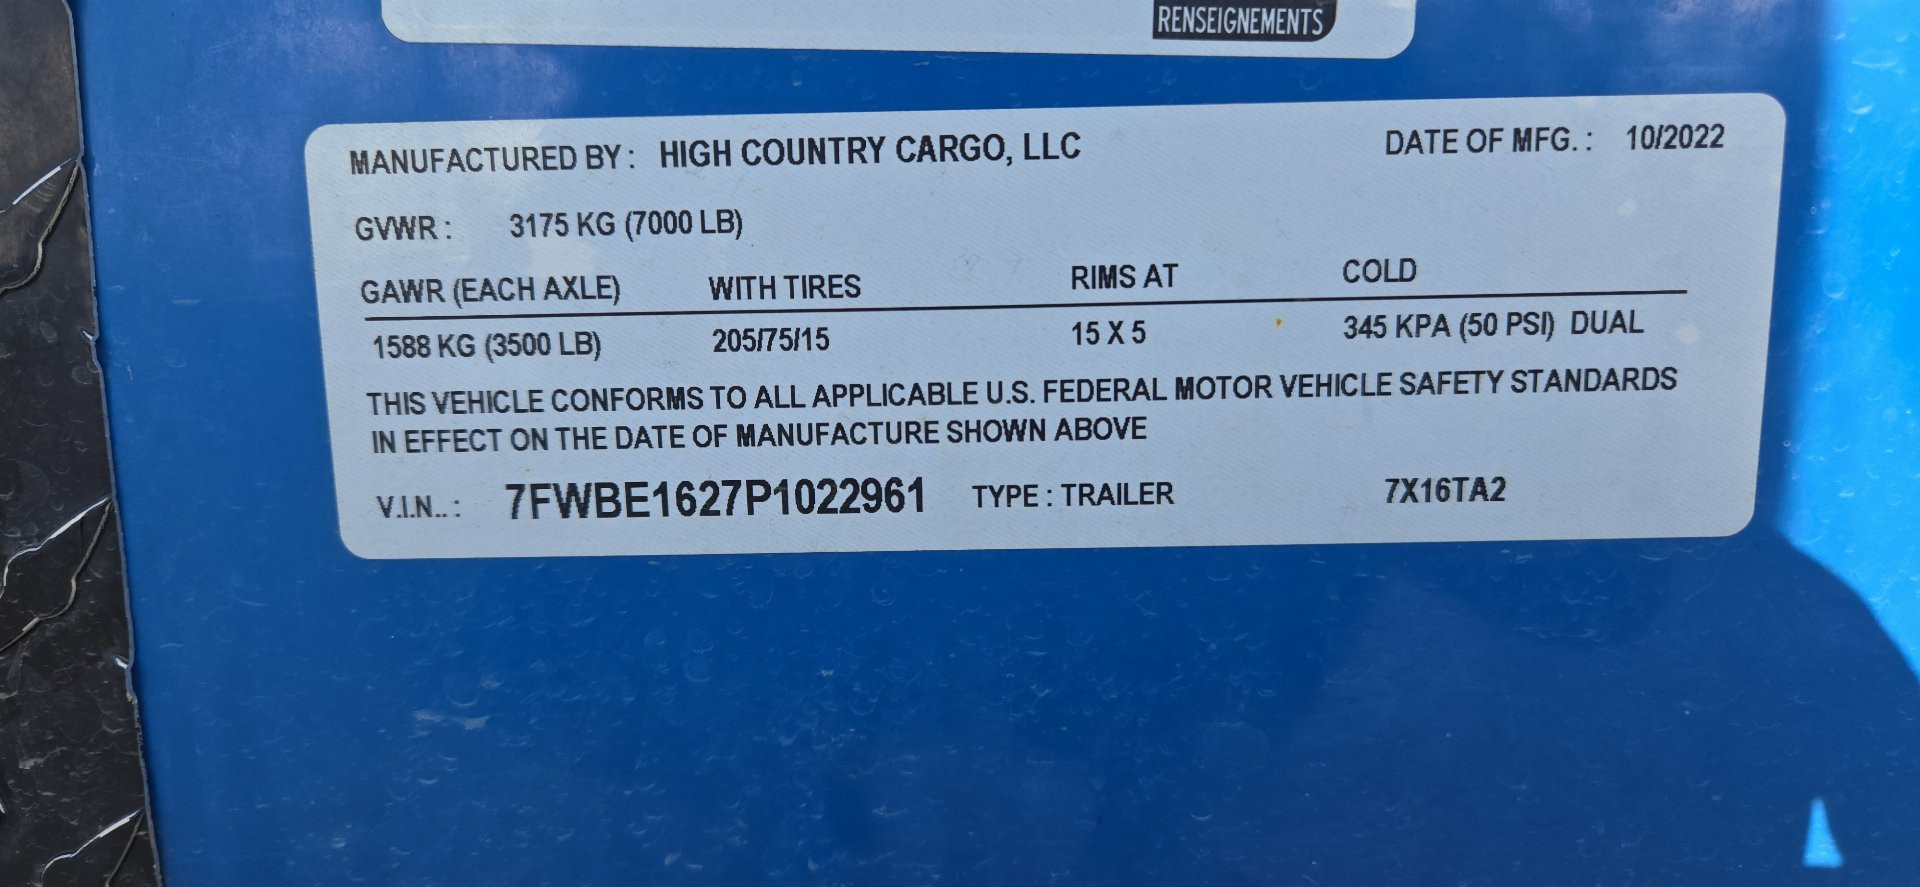 RENSEIGNEMENTS
MANUFACTURED BY : HIGH COUNTRY CARGO, LLC DATE OF MFG. : 10/2022
GVWR : 3175 KG (7000 LB)
GAWR (EACH AXLE) WITH TIRES RIMS AT COLD
1588 KG (3500 LB) 205/75/15 15 X 5 345 KPA (50 PSI) DUAL
THIS VEHICLE CONFORMS TO ALL APPLICABLE U.S. FEDERAL MOTOR VEHICLE SAFETY STANDARDS
IN EFFECT ON THE DATE OF MANUFACTURE SHOWN ABOVE
V.I.N.. : 7FWBE1627P1022961 TYPE : TRAILER 7X16TA2